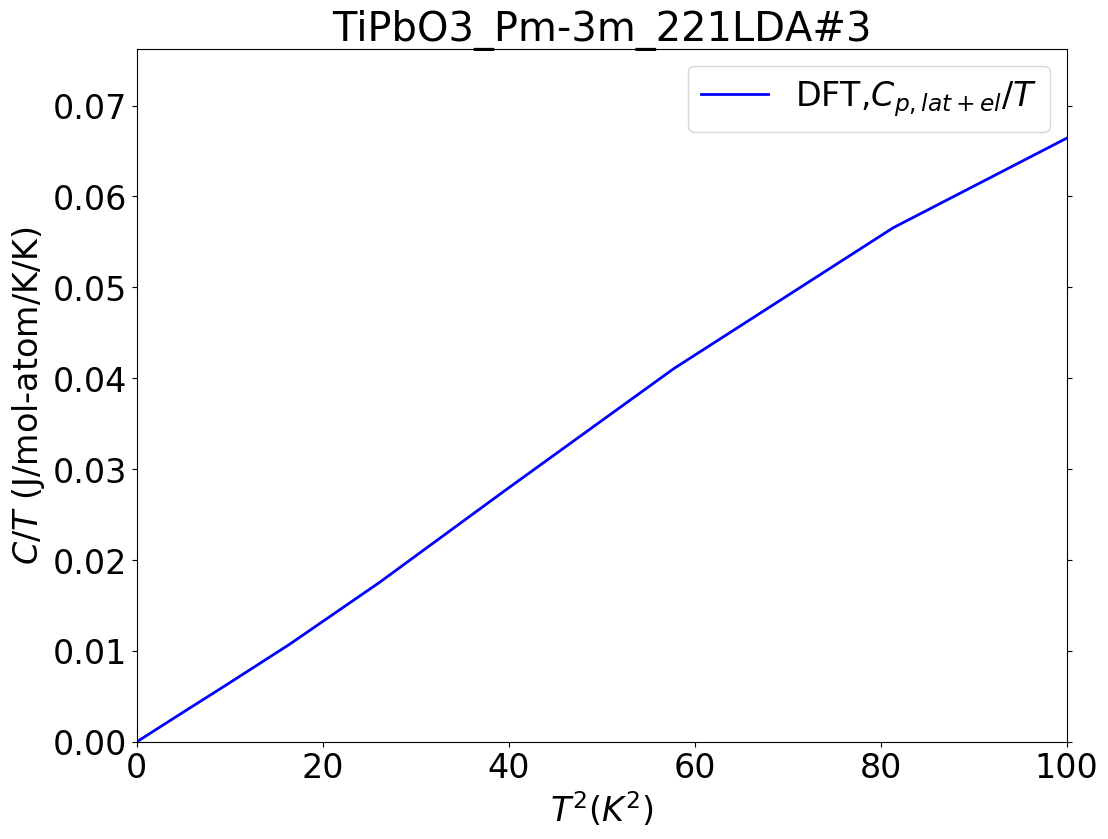 TiPbO3_Pm-3m_221LDA#3
DFT,$C_{p,lat+el}/T$
0.07
0.06
0.05
0.04
0.03
0.02
0.01
0.00
C/T (J/mol-atom/K/K)
0 20 40 60 80 100
$T^2(K^2)$